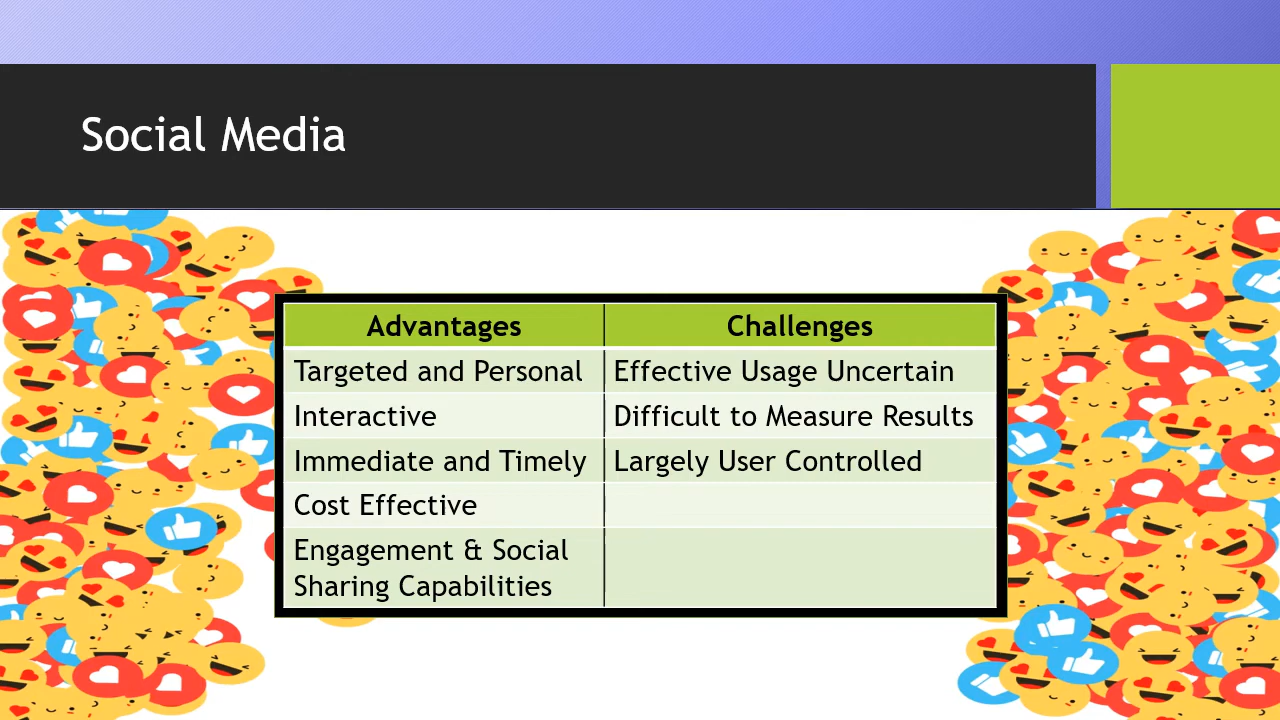 Social Media
Advantages
Challenges
Targeted and Personal
Effective Usage Uncertain
Interactive
Difficult to Measure Results
Immediate and Timely
Largely User Controlled
Cost Effective
Engagement & Social
Sharing Capabilities